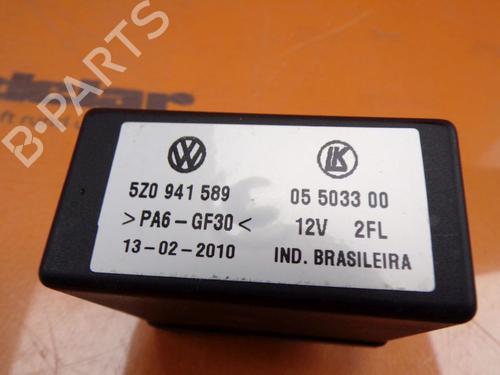 B-PARTS
5Z0 941 589
05 5033 00
>PA6-GF30<
12V 2FL
13-02-2010
IND. BRASILEIRA